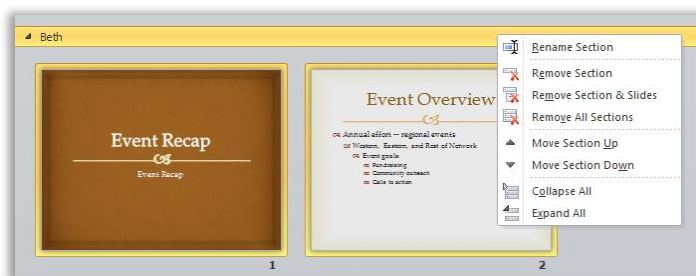 Beth
Event Recap
Event Recap
1
Event Overview
Annual effort -- regional events
Western, Eastern, and Rest of Network
Event goals:
Fundraising
Community outreach
Calls to action
2
Rename Section
Remove Section
Remove Section & Slides
Remove All Sections
Move Section Up
Move Section Down
Collapse All
Expand All